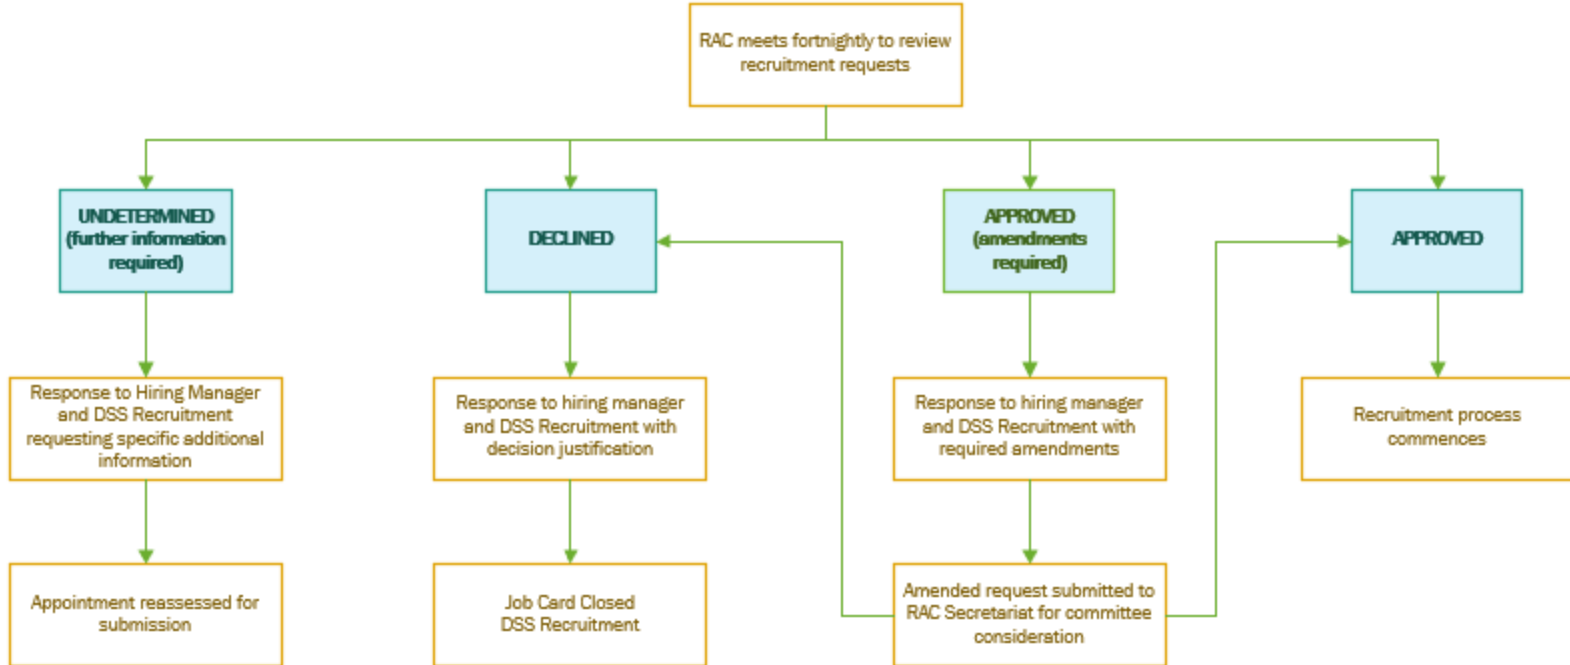 RAC meets fortnightly to review
recruitment requests
UNDETERMINED
(further information
required)
DECLINED
APPROVED
(amendments
required)
APPROVED
Response to Hiring Manager
and DSS Recruitment
requesting specific additional
information
Response to hiring manager
and DSS Recruitment with
decision justification
Response to hiring manager
and DSS Recruitment with
required amendments
Recruitment process
commences
Appointment reassessed for
submission
Job Card Closed
DSS Recruitment
Amended request submitted to
RAC Secretariat for committee
consideration